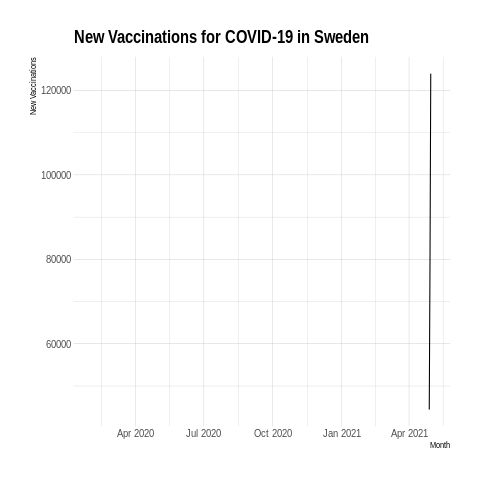 New Vaccinations for COVID-19 in Sweden
New Vaccinations
120000
100000
80000
60000
Apr 2020 Jul 2020 Oct 2020 Jan 2021 Apr 2021
Month